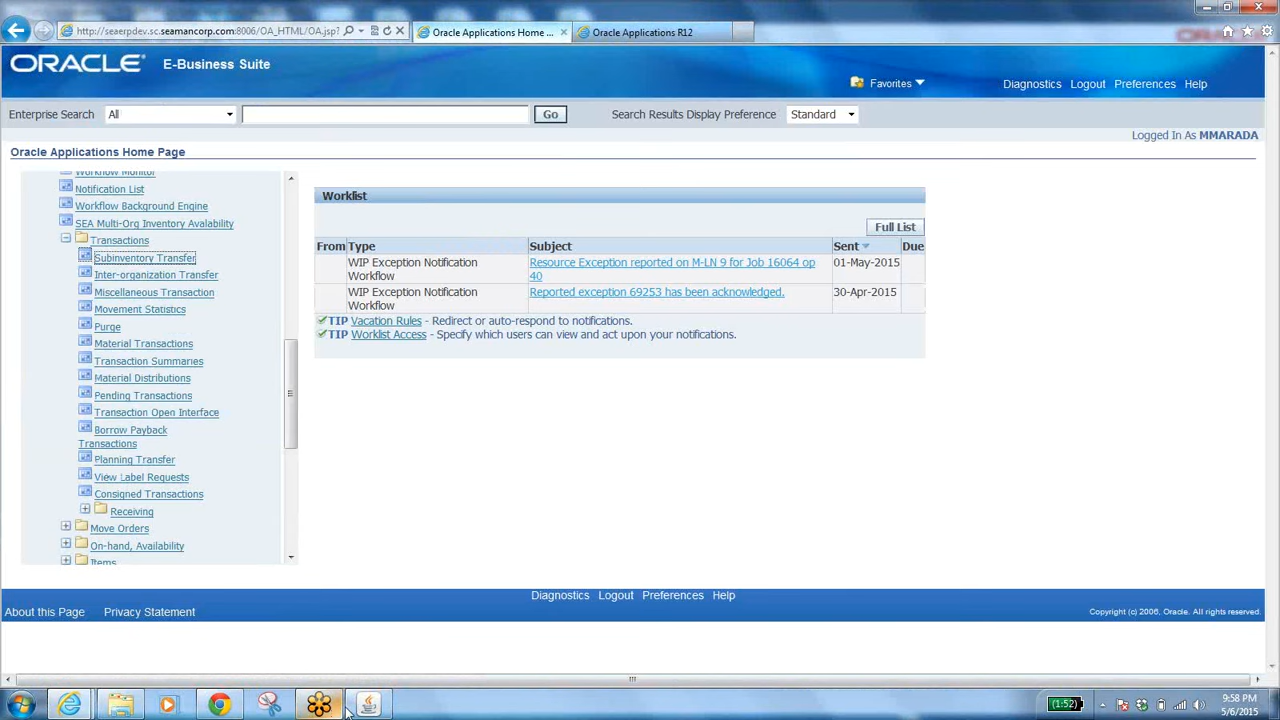 http://seaerpdev.sc.seamancorp.com:8006/OA_HTML/OA.jsp?
Oracle Applications Home ...
Oracle Applications R12
ORACLE E-Business Suite
Favorites
Diagnostics Logout Preferences Help
Enterprise Search All Go Search Results Display Preference Standard
Logged In As MMARADA
Oracle Applications Home Page
Workflow Monitor
Notification List
Workflow Background Engine
SEA Multi-Org Inventory Avalability
Transactions
Subinventory Transfer
Inter-organization Transfer
Miscellaneous Transaction
Movement Statistics
Purge
Material Transactions
Transaction Summaries
Material Distributions
Pending Transactions
Transaction Open Interface
Borrow Payback
Transactions
Planning Transfer
View Label Requests
Consigned Transactions
Receiving
Move Orders
On-hand, Availability
Items
Worklist
Full List
From Type Subject Sent Due
WIP Exception Notification Resource Exception reported on M-LN 9 for Job 16064 op 01-May-2015
Workflow 40
WIP Exception Notification Reported exception 69253 has been acknowledged. 30-Apr-2015
Workflow
TIP Vacation Rules - Redirect or auto-respond to notifications.
TIP Worklist Access - Specify which users can view and act upon your notifications.
Diagnostics Logout Preferences Help
About this Page Privacy Statement
Copyright (c) 2006, Oracle. All rights reserved.
(1:52)
9:58 PM
5/6/2015